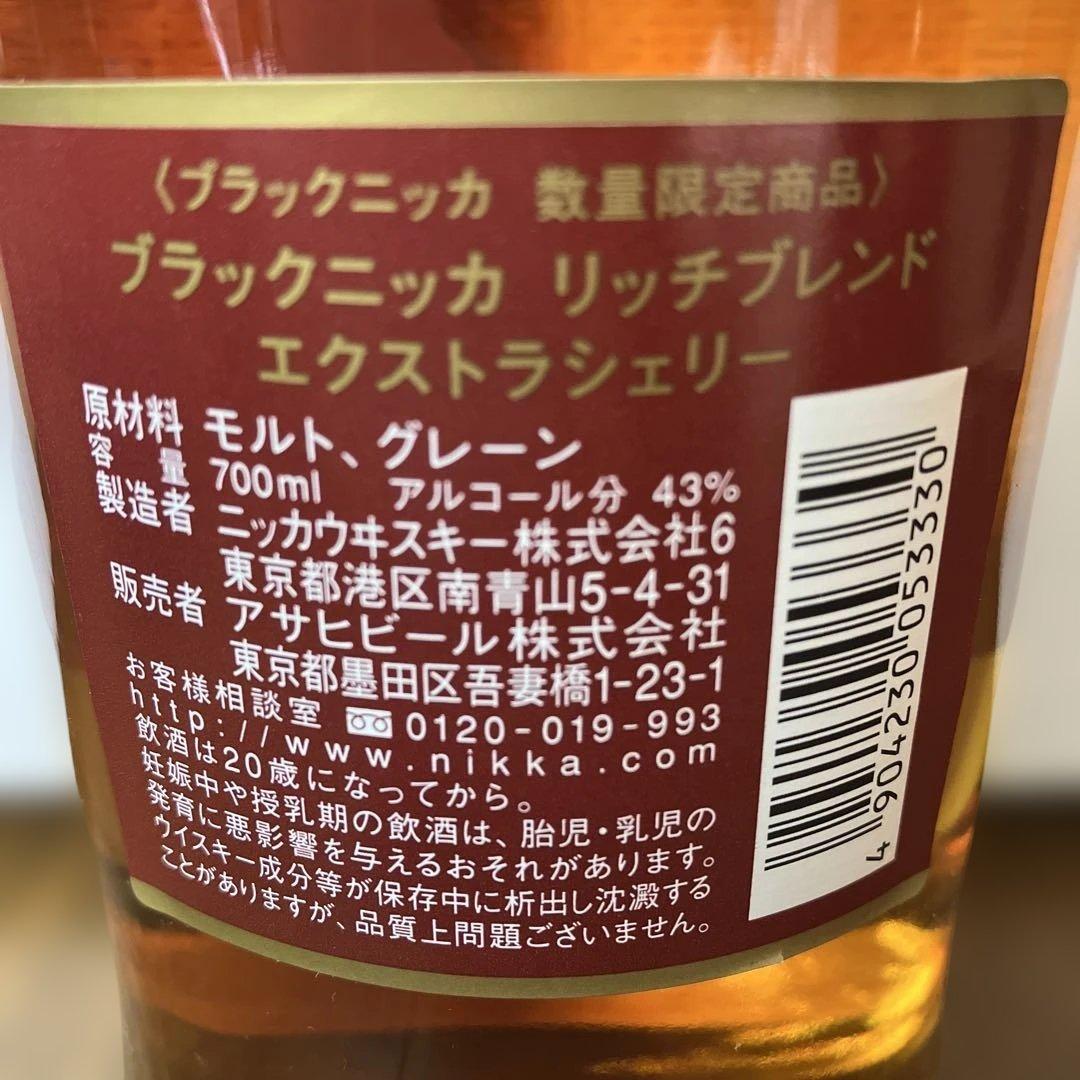 〈ブラックニッカ 数量限定商品〉
ブラックニッカ リッチブレンド
エクストラシェリー
原材料 モルト、グレーン
容量 700ml アルコール分 43%
製造者 ニッカウヰスキー株式会社6
東京都港区南青山5-4-31
販売者 アサヒビール株式会社
東京都墨田区吾妻橋1-23-1
お客様相談室 0120-019-993
http://www.nikka.com
飲酒は20歳になってから。
妊娠中や授乳期の飲酒は、胎児・乳児の
発育に悪影響を与えるおそれがあります。
ウイスキー成分等が保存中に析出し沈澱する
ことがありますが、品質上問題ございません。
4 904230 053330